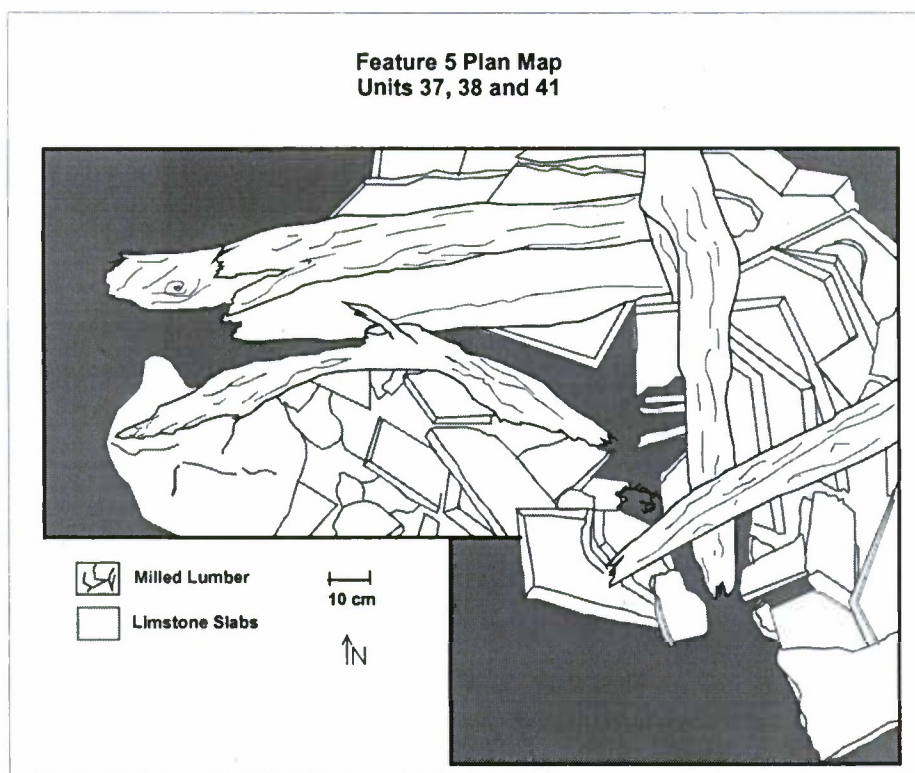 Feature 5 Plan Map
Units 37, 38 and 41
Milled Lumber
Limstone Slabs
10 cm
N